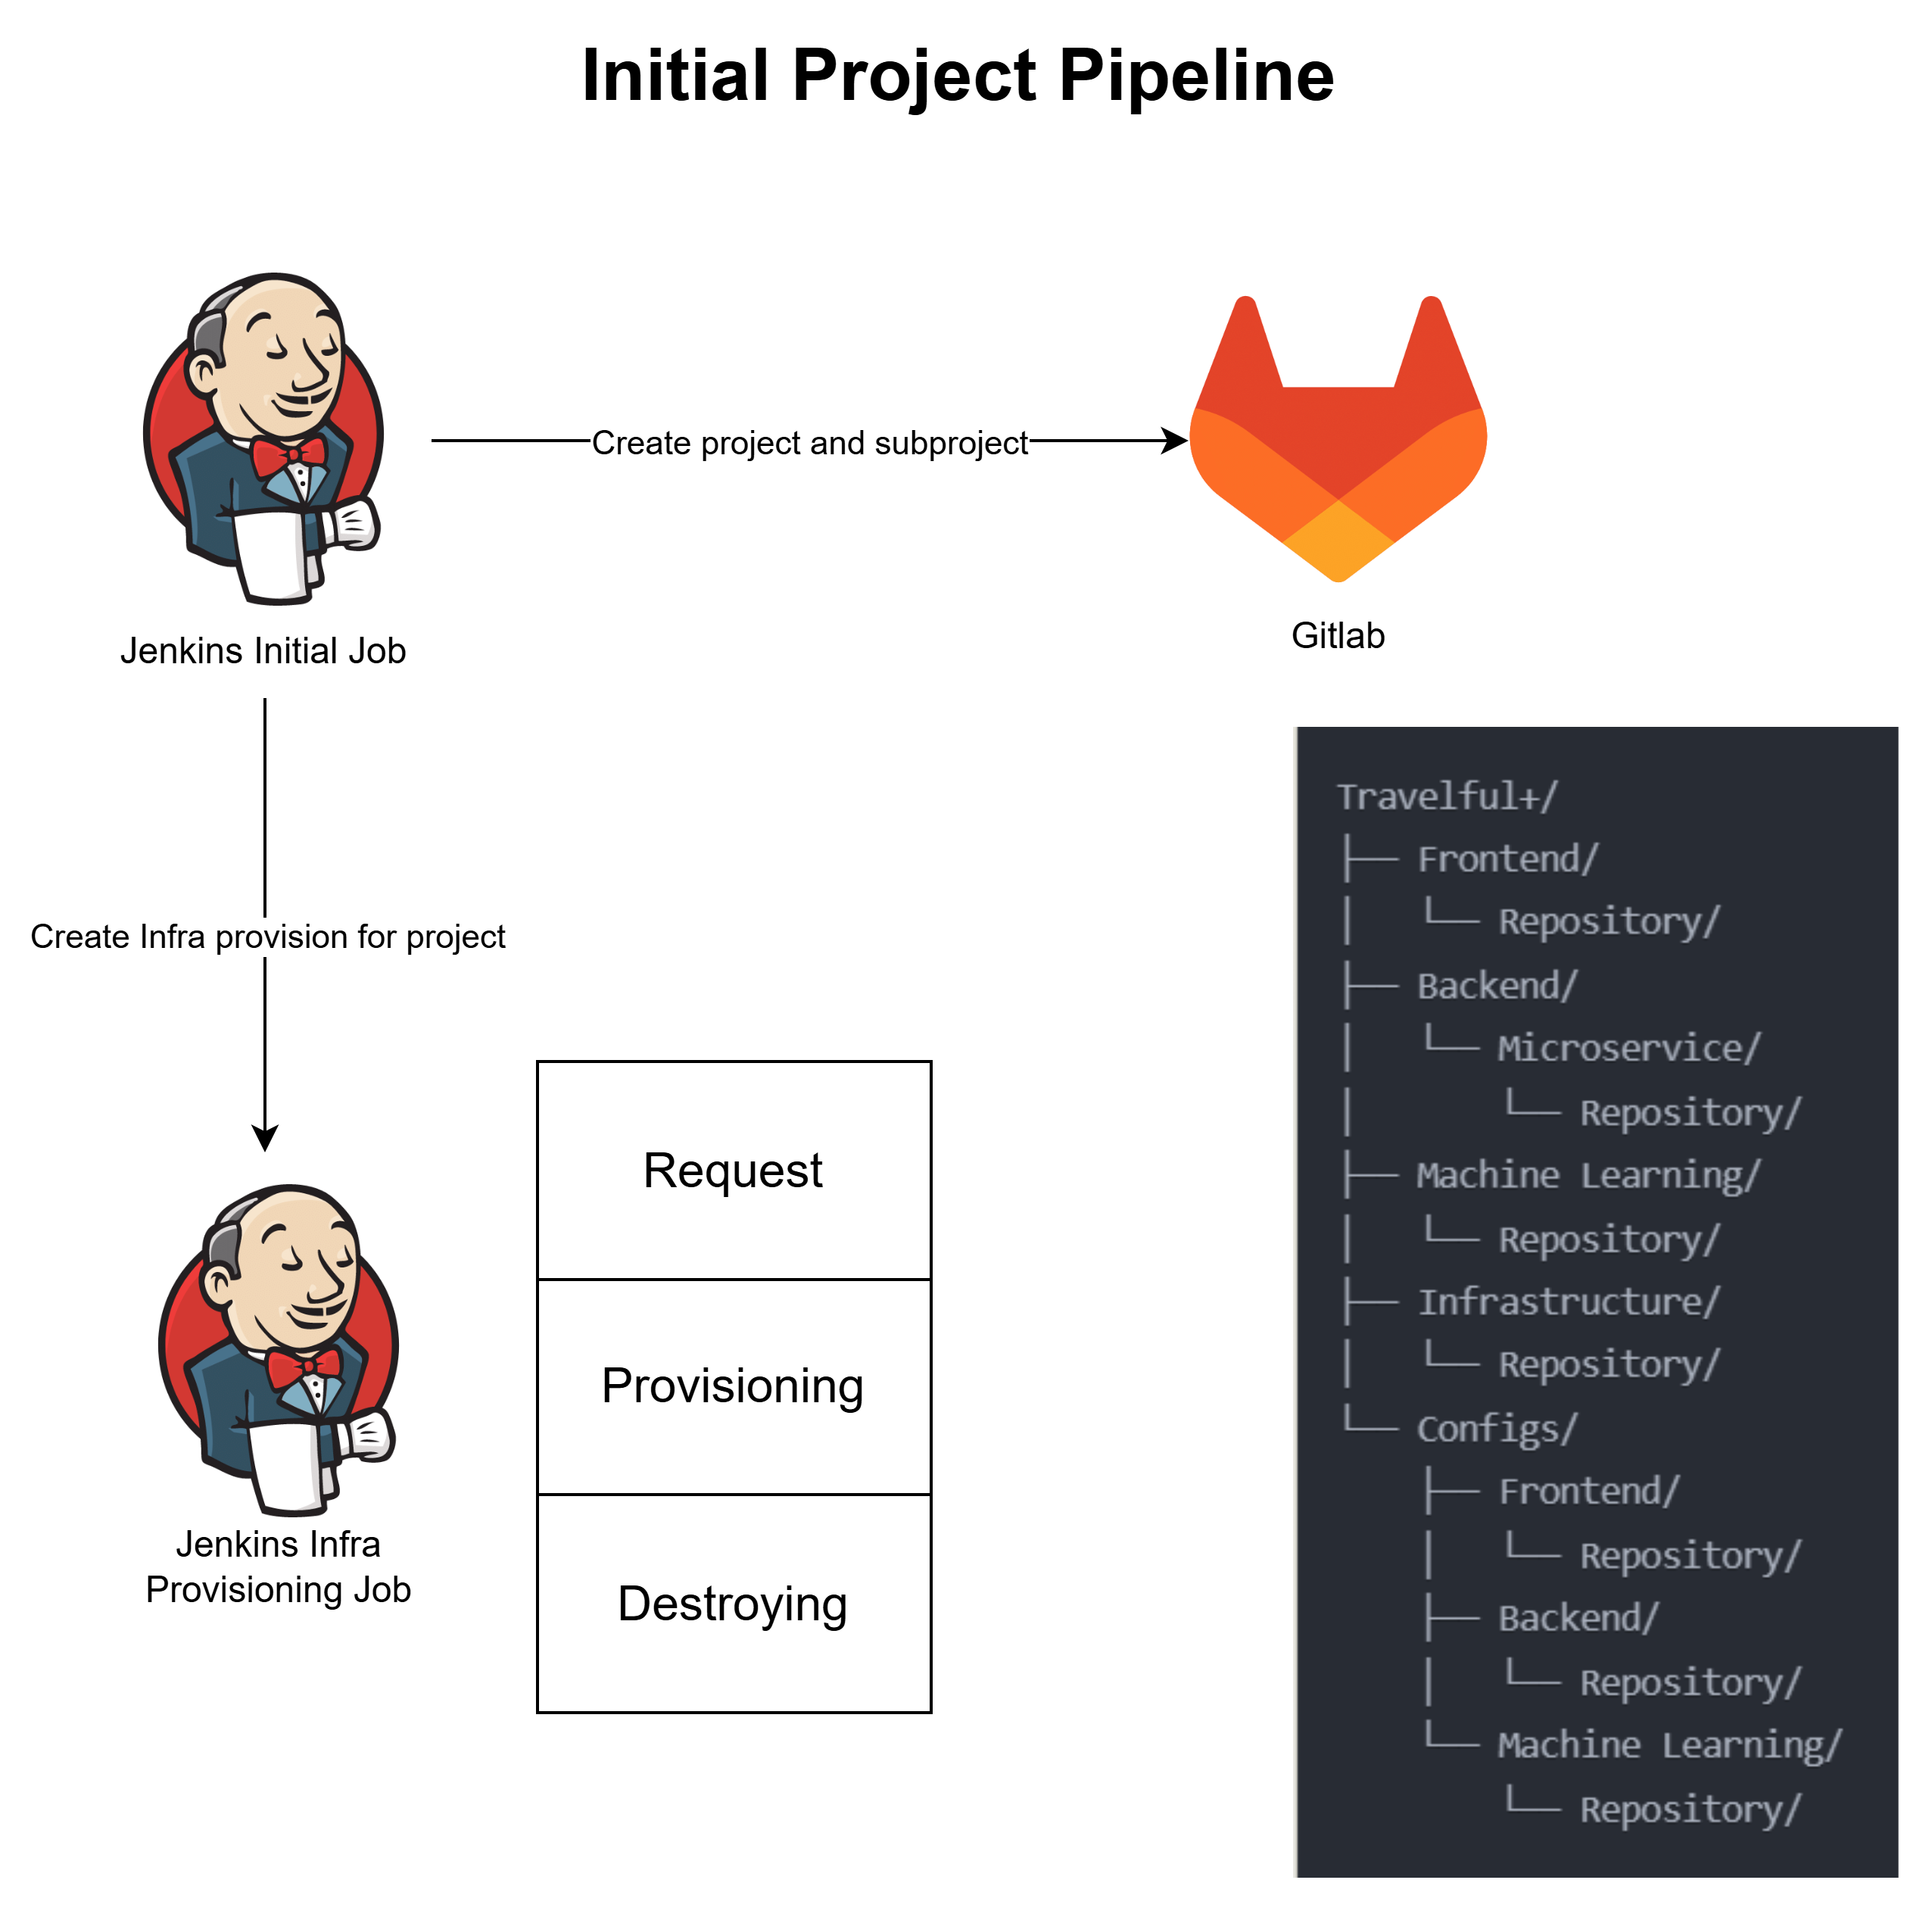 Initial Project Pipeline
Create project and subproject
Jenkins Initial Job
Gitlab
Create Infra provision for project
Jenkins Infra
Provisioning Job
Request
Provisioning
Destroying
Travelful+/
├── Frontend/
│   └── Repository/
├── Backend/
│   └── Microservice/
│       └── Repository/
├── Machine Learning/
│   └── Repository/
├── Infrastructure/
│   └── Repository/
└── Configs/
    ├── Frontend/
    │   └── Repository/
    ├── Backend/
    │   └── Repository/
    └── Machine Learning/
        └── Repository/